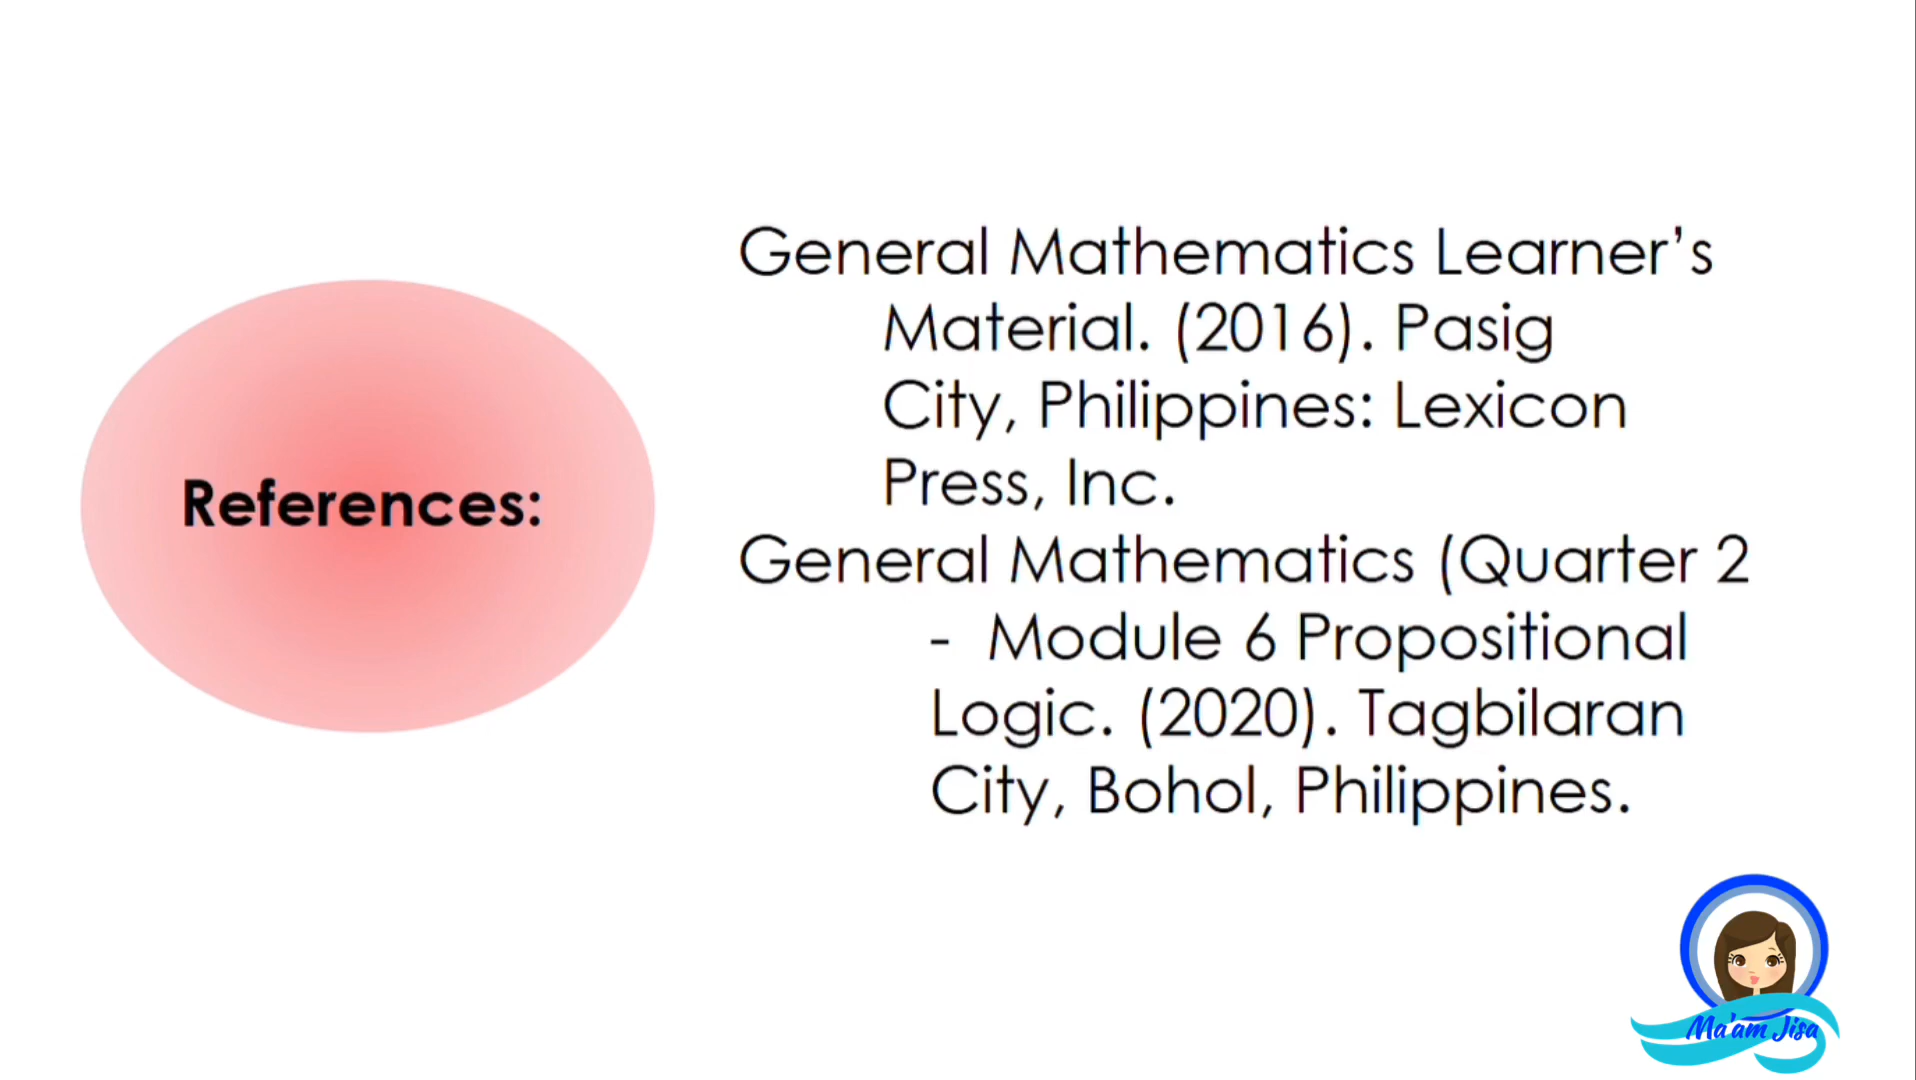 References:
General Mathematics Learner’s
Material. (2016). Pasig
City, Philippines: Lexicon
Press, Inc.
General Mathematics (Quarter 2
- Module 6 Propositional
Logic. (2020). Tagbilaran
City, Bohol, Philippines.
Ma'am Jisa